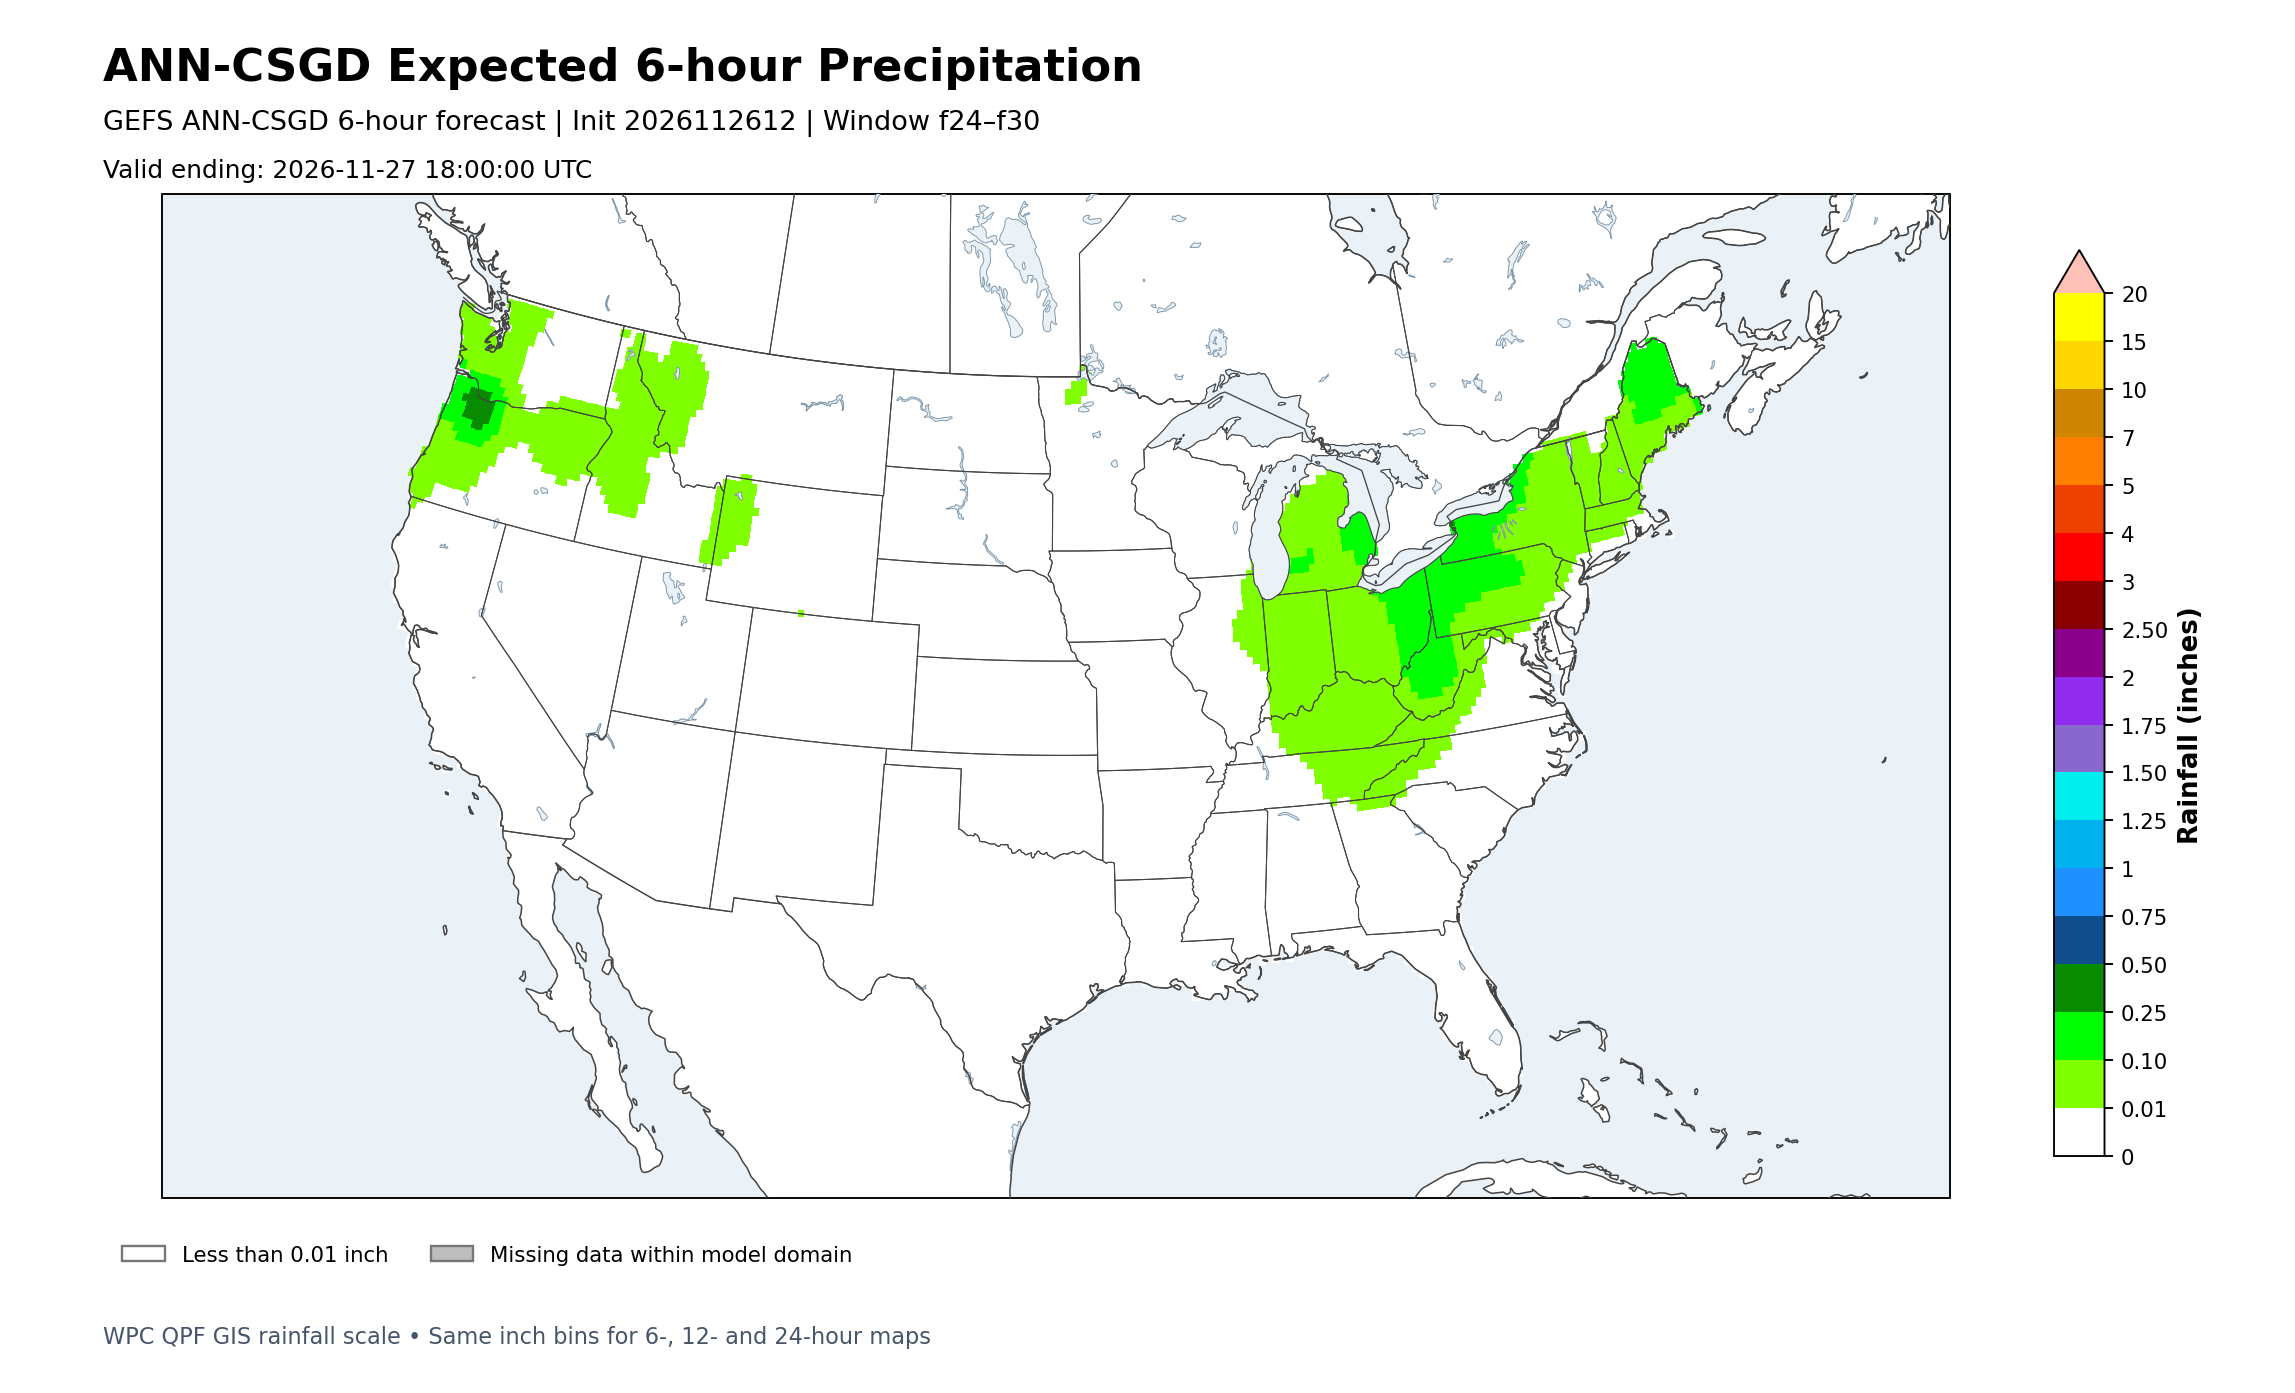 ANN-CSGD Expected 6-hour Precipitation
GEFS ANN-CSGD 6-hour forecast | Init 2026112612 | Window f24–f30
Valid ending: 2026-11-27 18:00:00 UTC
20
15
10
7
5
4
3
2.50
2
1.75
1.50
1.25
1
0.75
0.50
0.25
0.10
0.01
0
Rainfall (inches)
Less than 0.01 inch
Missing data within model domain
WPC QPF GIS rainfall scale • Same inch bins for 6-, 12- and 24-hour maps